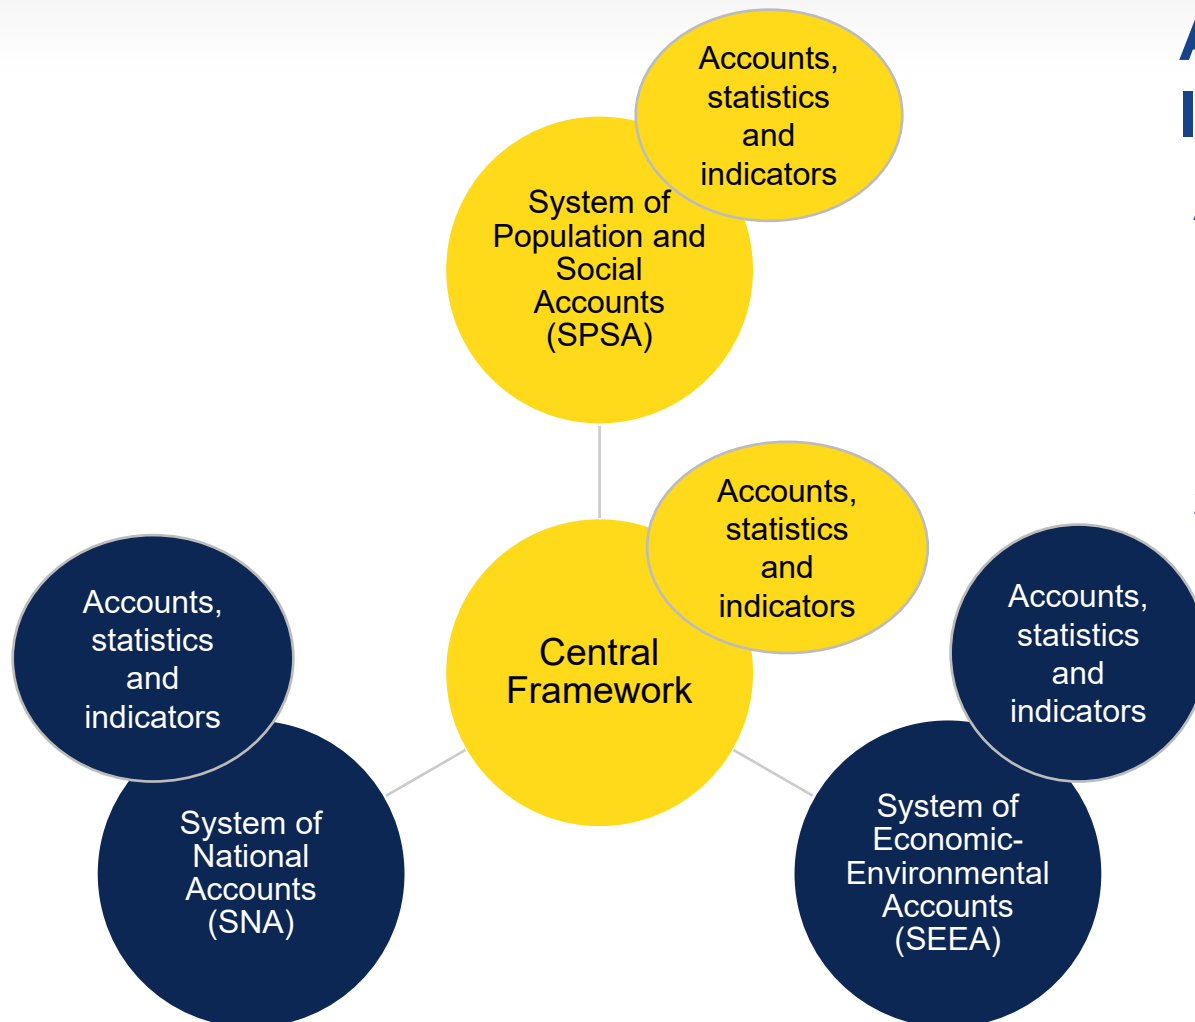 Accounts,
statistics
and
indicators
System of
Population and
Social
Accounts
(SPSA)
Accounts,
statistics
and
indicators
Central
Framework
Accounts,
statistics
and
indicators
System of
National
Accounts
(SNA)
Accounts,
statistics
and
indicators
System of
Economic-
Environmental
Accounts
(SEEA)